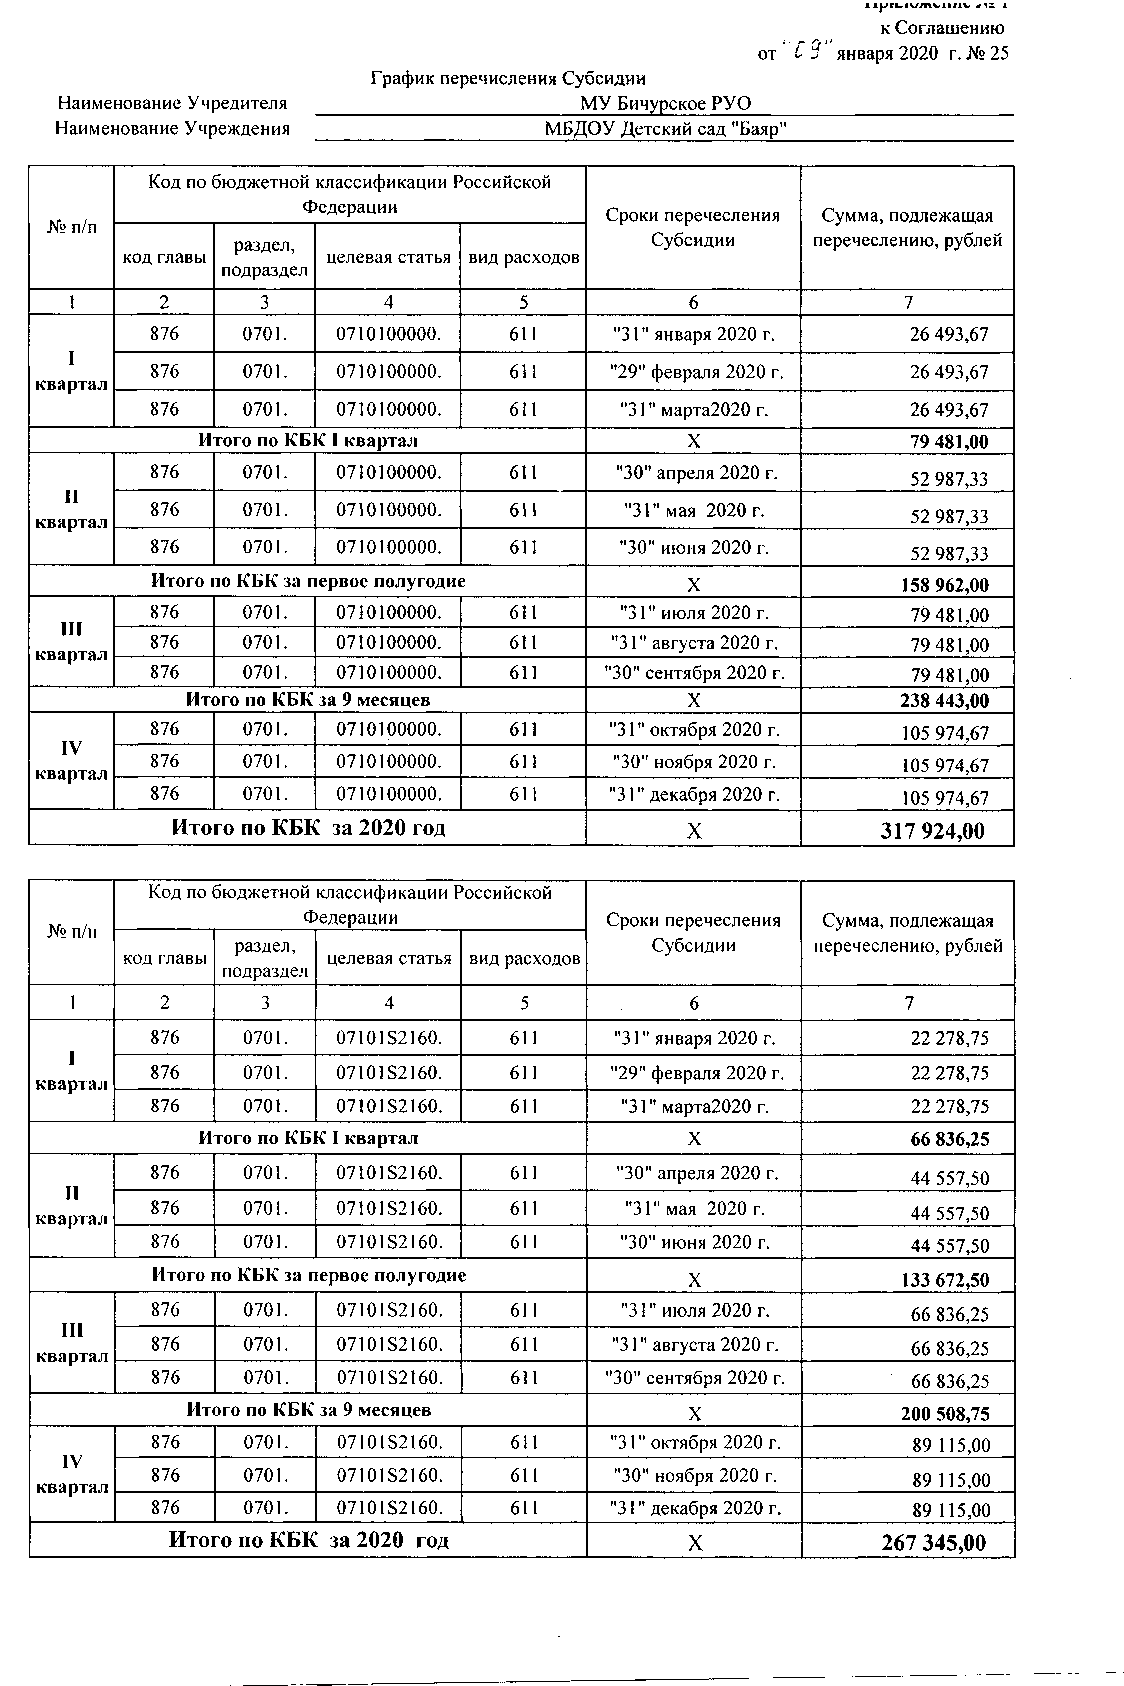 Приложение № 1
к Соглашению
от "09" января 2020 г. № 25
График перечисления Субсидии
Наименование Учредителя МУ Бичурское РУО
Наименование Учреждения МБДОУ Детский сад "Баяр"
№ п/п
Код по бюджетной классификации Российской
Федерации
Сроки перечесления
Субсидии
Сумма, подлежащая
перечеслению, рублей
код главы
раздел,
подраздел
целевая статья
вид расходов
1 2 3 4 5 6 7
I
квартал
876 0701. 0710100000. 611 "31" января 2020 г. 26 493,67
876 0701. 0710100000. 611 "29" февраля 2020 г. 26 493,67
876 0701. 0710100000. 611 "31" марта2020 г. 26 493,67
Итого по КБК I квартал X 79 481,00
II
квартал
876 0701. 0710100000. 611 "30" апреля 2020 г. 52 987,33
876 0701. 0710100000. 611 "31" мая 2020 г. 52 987,33
876 0701. 0710100000. 611 "30" июня 2020 г. 52 987,33
Итого по КБК за первое полугодие X 158 962,00
III
квартал
876 0701. 0710100000. 611 "31" июля 2020 г. 79 481,00
876 0701. 0710100000. 611 "31" августа 2020 г. 79 481,00
876 0701. 0710100000. 611 "30" сентября 2020 г. 79 481,00
Итого по КБК за 9 месяцев X 238 443,00
IV
квартал
876 0701. 0710100000. 611 "31" октября 2020 г. 105 974,67
876 0701. 0710100000. 611 "30" ноября 2020 г. 105 974,67
876 0701. 0710100000. 611 "31" декабря 2020 г. 105 974,67
Итого по КБК за 2020 год X 317 924,00
№ п/п
Код по бюджетной классификации Российской
Федерации
Сроки перечесления
Субсидии
Сумма, подлежащая
перечеслению, рублей
код главы
раздел,
подраздел
целевая статья
вид расходов
1 2 3 4 5 6 7
I
квартал
876 0701. 07101S2160. 611 "31" января 2020 г. 22 278,75
876 0701. 07101S2160. 611 "29" февраля 2020 г. 22 278,75
876 0701. 07101S2160. 611 "31" марта2020 г. 22 278,75
Итого по КБК I квартал X 66 836,25
II
квартал
876 0701. 07101S2160. 611 "30" апреля 2020 г. 44 557,50
876 0701. 07101S2160. 611 "31" мая 2020 г. 44 557,50
876 0701. 07101S2160. 611 "30" июня 2020 г. 44 557,50
Итого по КБК за первое полугодие X 133 672,50
III
квартал
876 0701. 07101S2160. 611 "31" июля 2020 г. 66 836,25
876 0701. 07101S2160. 611 "31" августа 2020 г. 66 836,25
876 0701. 07101S2160. 611 "30" сентября 2020 г. 66 836,25
Итого по КБК за 9 месяцев X 200 508,75
IV
квартал
876 0701. 07101S2160. 611 "31" октября 2020 г. 89 115,00
876 0701. 07101S2160. 611 "30" ноября 2020 г. 89 115,00
876 0701. 07101S2160. 611 "31" декабря 2020 г. 89 115,00
Итого по КБК за 2020 год X 267 345,00